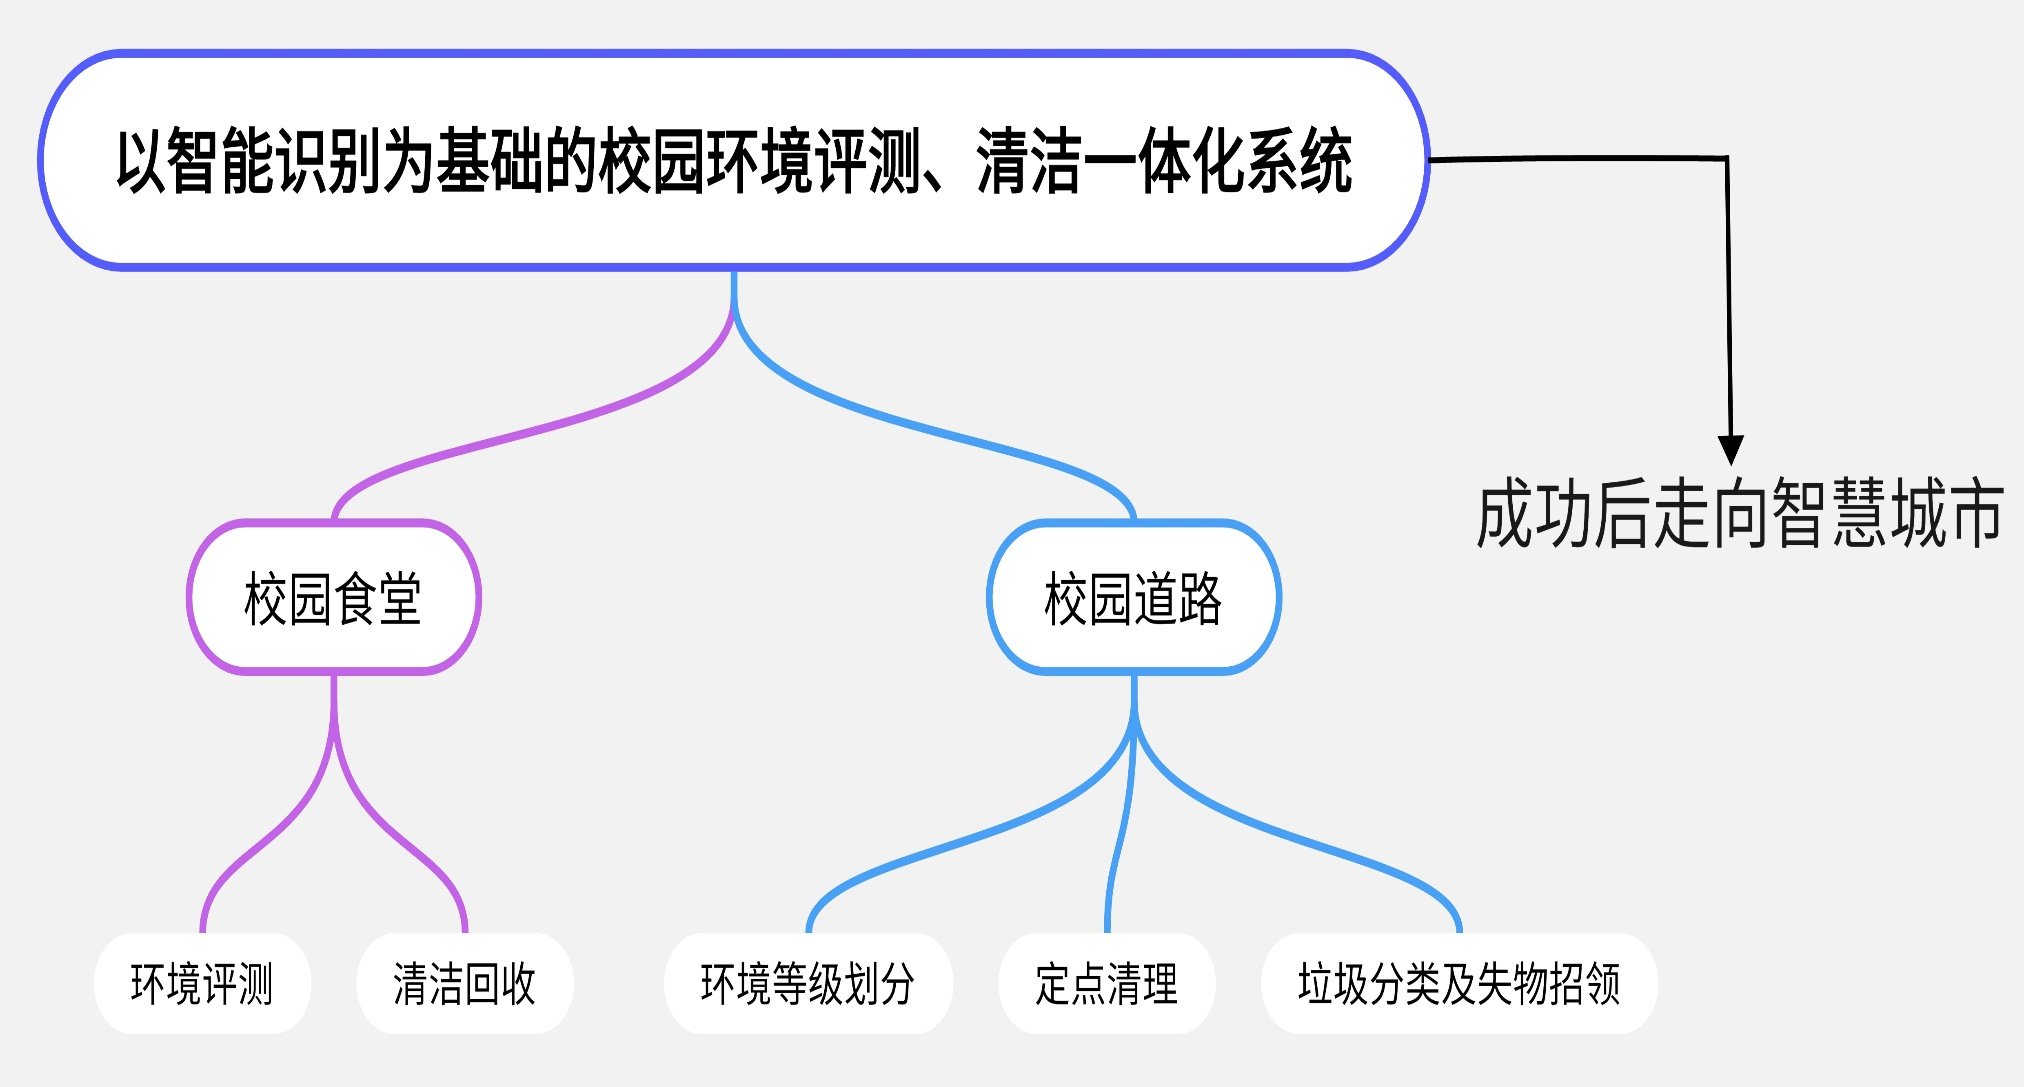 以智能识别为基础的校园环境评测、清洁一体化系统
成功后走向智慧城市
校园食堂
校园道路
环境评测
清洁回收
环境等级划分
定点清理
垃圾分类及失物招领